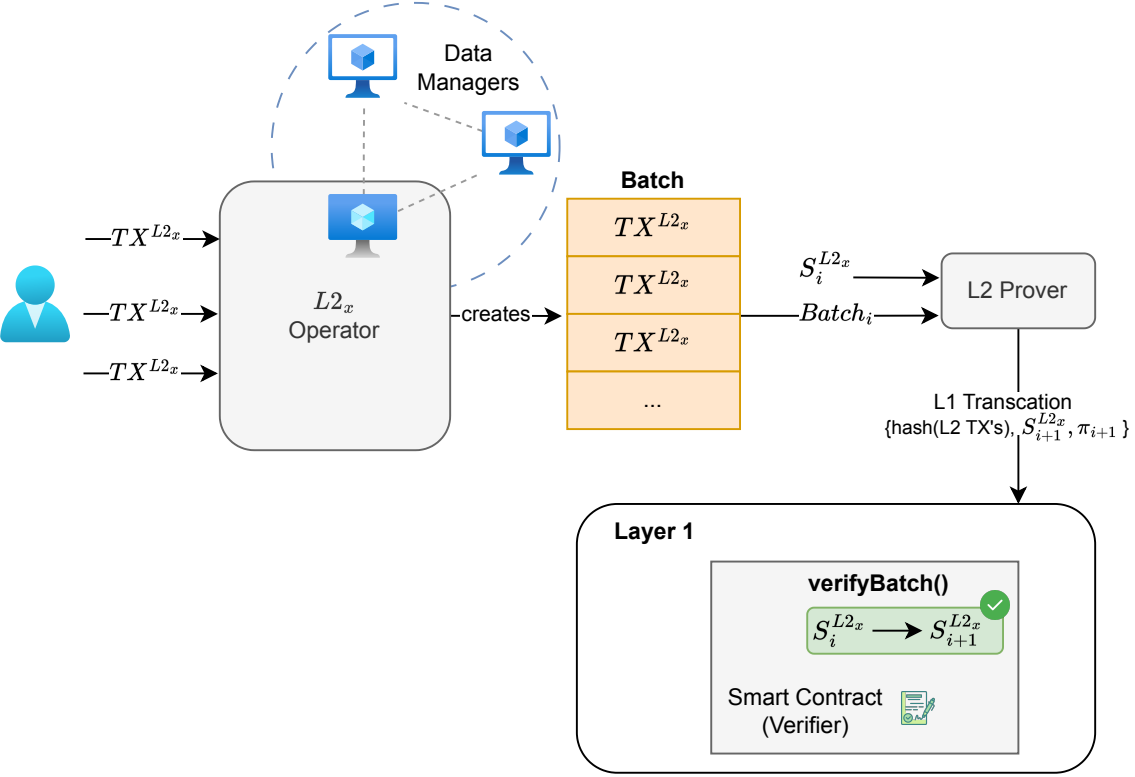 Data
Managers
Batch
TX^{L2_x}
TX^{L2_x}
TX^{L2_x}
L2_x
Operator
creates
TX^{L2_x}
TX^{L2_x}
TX^{L2_x}
...
S_i^{L2_x}
Batch_i
L2 Prover
L1 Transcation
{hash(L2 TX's), S_{i+1}^{L2_x}, π_{i+1} }
Layer 1
verifyBatch()
S_i^{L2_x} S_{i+1}^{L2_x}
Smart Contract
(Verifier)